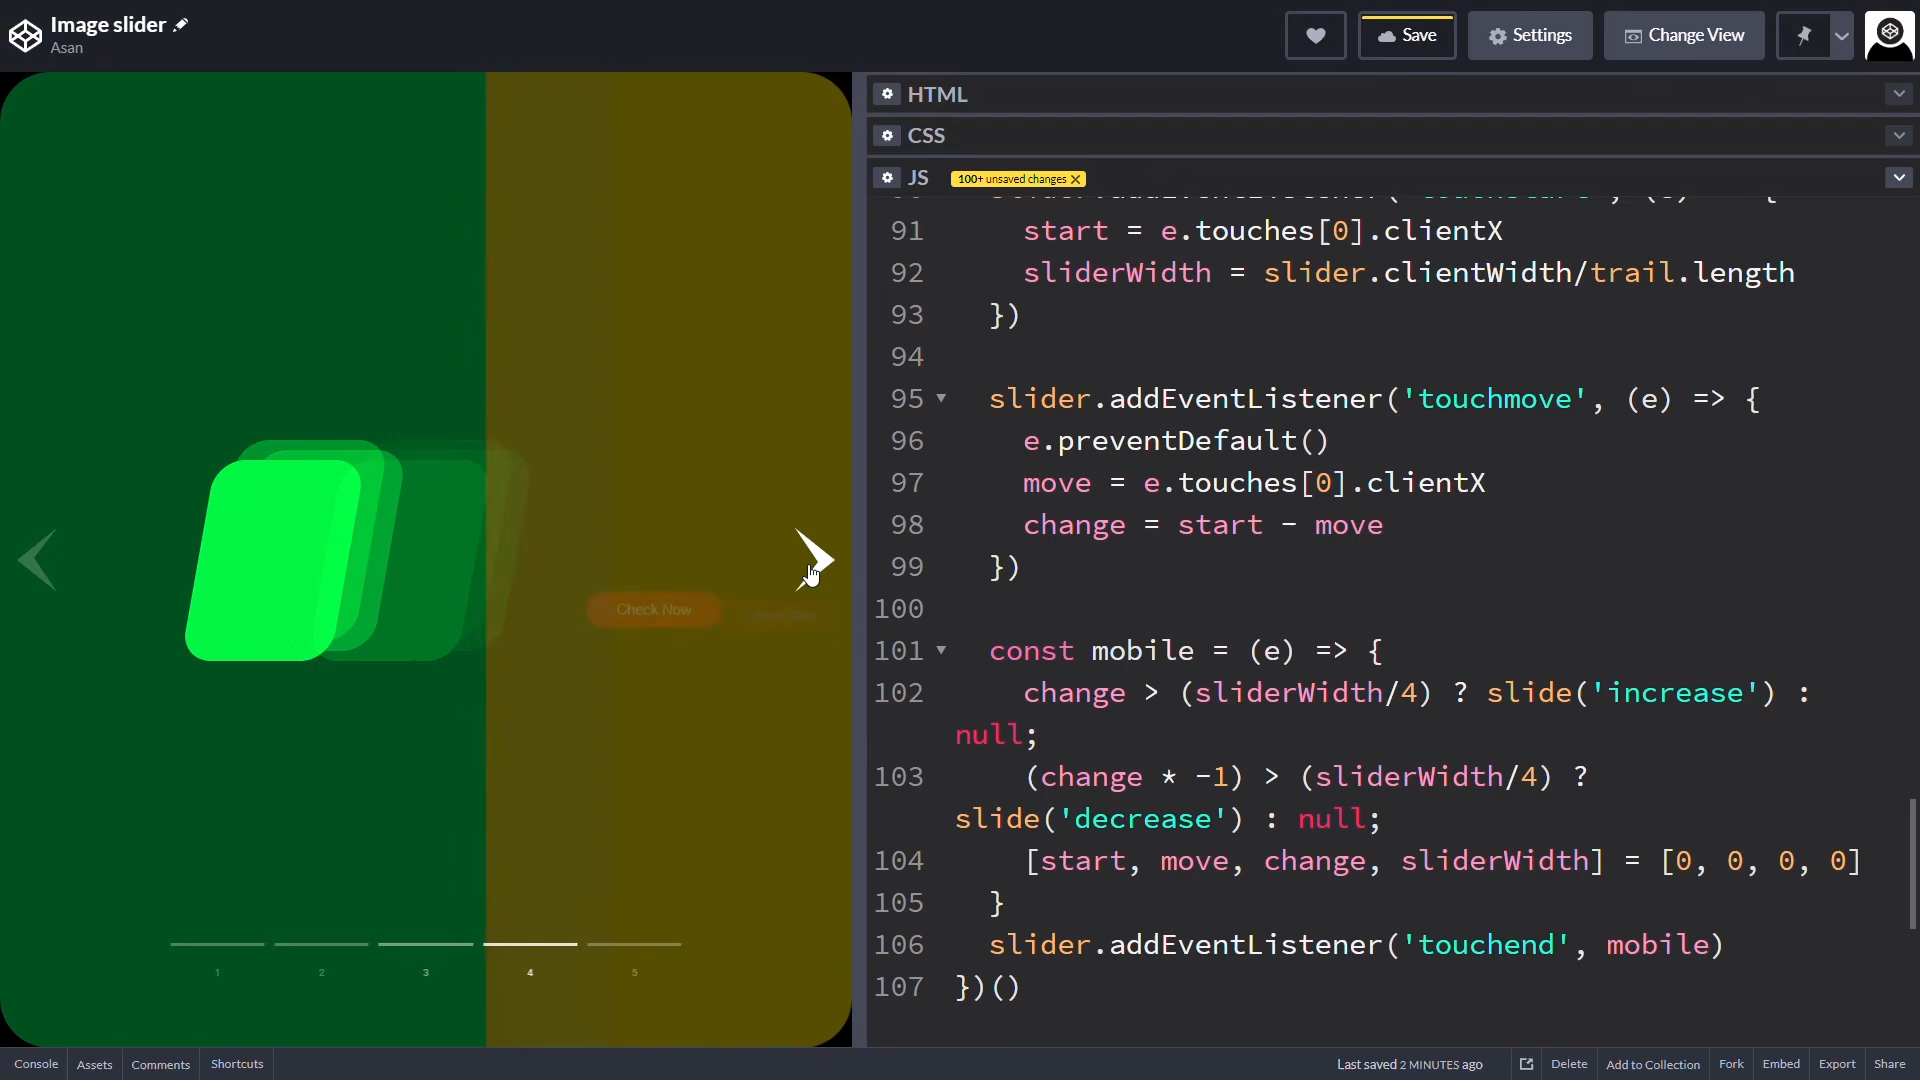 Image slider
Asan
Save
Settings
Change View
HTML
CSS
JS 100+ unsaved changes
91 start = e.touches[0].clientX
92 sliderWidth = slider.clientWidth/trail.length
93 })
94
95 slider.addEventListener('touchmove', (e) => {
96 e.preventDefault()
97 move = e.touches[0].clientX
98 change = start - move
99 })
100
101 const mobile = (e) => {
102 change > (sliderWidth/4) ? slide('increase') :
null;
103 (change * -1) > (sliderWidth/4) ?
slide('decrease') : null;
104 [start, move, change, sliderWidth] = [0, 0, 0, 0]
105 }
106 slider.addEventListener('touchend', mobile)
107 })()
Check Now
1 2 3 4 5
Console Assets Comments Shortcuts
Last saved 2 MINUTES ago Delete Add to Collection Fork Embed Export Share